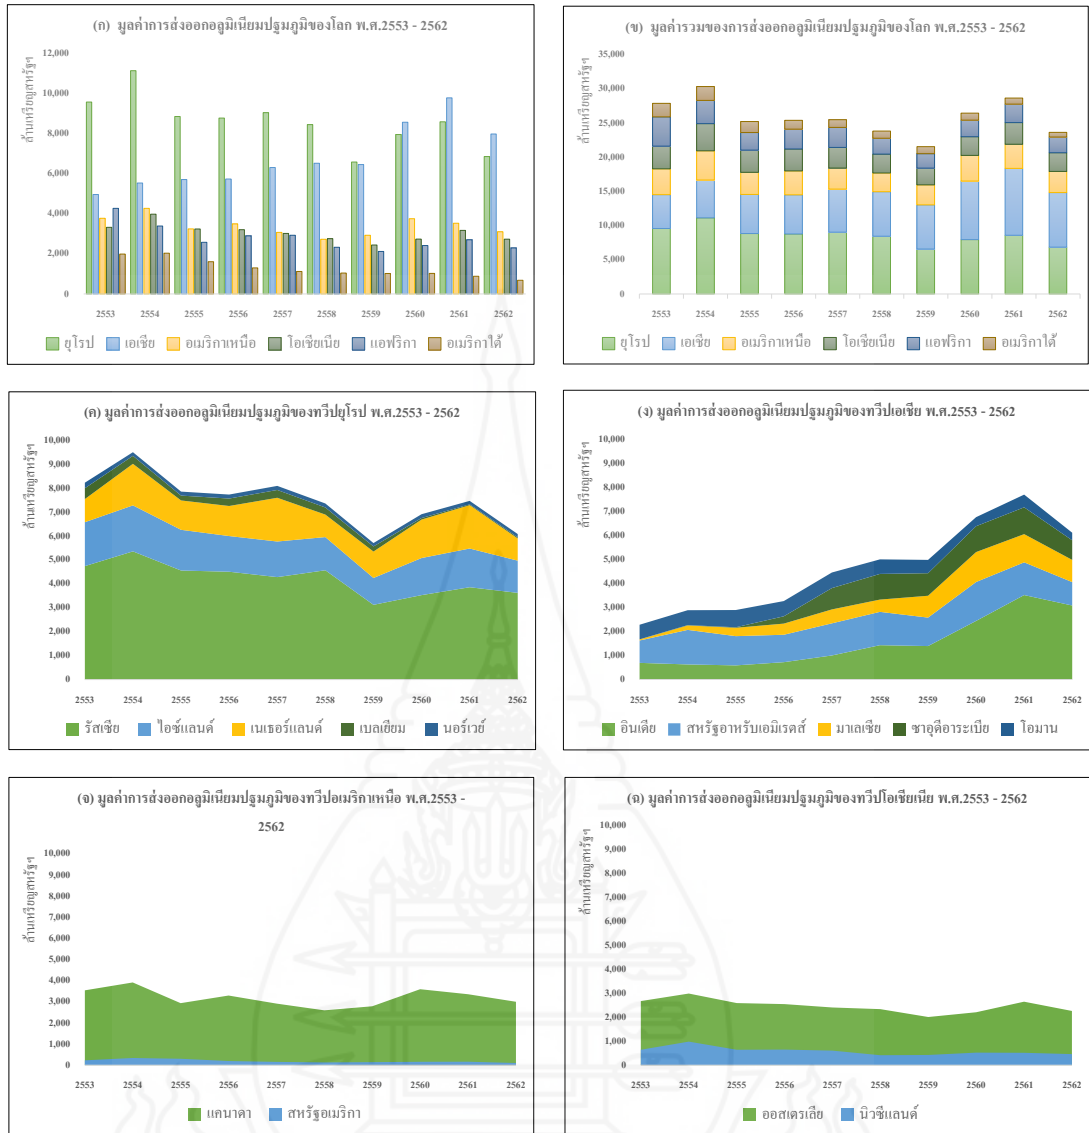 (ก) มูลค่าการส่งออกอลูมิเนียมปฐมภูมิของโลก พ.ศ.2553 - 2562
ล้านเหรียญสหรัฐฯ
12,000
10,000
8,000
6,000
4,000
2,000
0
2553 2554 2555 2556 2557 2558 2559 2560 2561 2562
ยุโรป เอเชีย อเมริกาเหนือ โอเชียเนีย แอฟริกา อเมริกาใต้
(ข) มูลค่ารวมของการส่งออกอลูมิเนียมปฐมภูมิของโลก พ.ศ.2553 - 2562
ล้านเหรียญสหรัฐฯ
35,000
30,000
25,000
20,000
15,000
10,000
5,000
0
2553 2554 2555 2556 2557 2558 2559 2560 2561 2562
ยุโรป เอเชีย อเมริกาเหนือ โอเชียเนีย แอฟริกา อเมริกาใต้
(ค) มูลค่าการส่งออกอลูมิเนียมปฐมภูมิของทวีปยุโรป พ.ศ.2553 - 2562
ล้านเหรียญสหรัฐฯ
10,000
9,000
8,000
7,000
6,000
5,000
4,000
3,000
2,000
1,000
0
2553 2554 2555 2556 2557 2558 2559 2560 2561 2562
รัสเซีย ไอซ์แลนด์ เนเธอร์แลนด์ เบลเยียม นอร์เวย์
(ง) มูลค่าการส่งออกอลูมิเนียมปฐมภูมิของทวีปเอเชีย พ.ศ.2553 - 2562
ล้านเหรียญสหรัฐฯ
10,000
9,000
8,000
7,000
6,000
5,000
4,000
3,000
2,000
1,000
0
2553 2554 2555 2556 2557 2558 2559 2560 2561 2562
อินเดีย สหรัฐอาหรับเอมิเรตส์ มาเลเซีย ซาอุดีอาระเบีย โอมาน
(จ) มูลค่าการส่งออกอลูมิเนียมปฐมภูมิของทวีปอเมริกาเหนือ พ.ศ.2553 -
2562
ล้านเหรียญสหรัฐฯ
10,000
9,000
8,000
7,000
6,000
5,000
4,000
3,000
2,000
1,000
0
2553 2554 2555 2556 2557 2558 2559 2560 2561 2562
แคนาดา สหรัฐอเมริกา
(ฉ) มูลค่าการส่งออกอลูมิเนียมปฐมภูมิของทวีปโอเชียเนีย พ.ศ.2553 - 2562
ล้านเหรียญสหรัฐฯ
10,000
9,000
8,000
7,000
6,000
5,000
4,000
3,000
2,000
1,000
0
2553 2554 2555 2556 2557 2558 2559 2560 2561 2562
ออสเตรเลีย นิวซีแลนด์